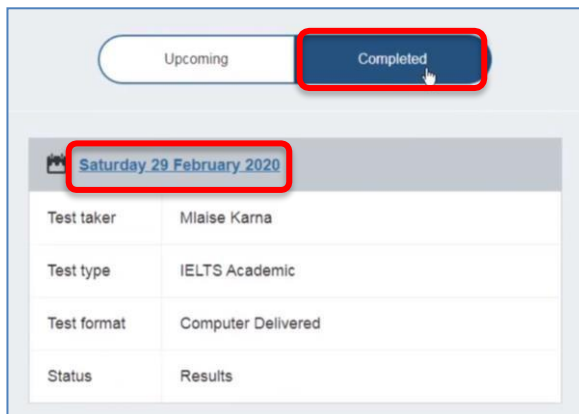 Upcoming Completed
Saturday 29 February 2020
Test taker Mlaise Karna
Test type IELTS Academic
Test format Computer Delivered
Status Results